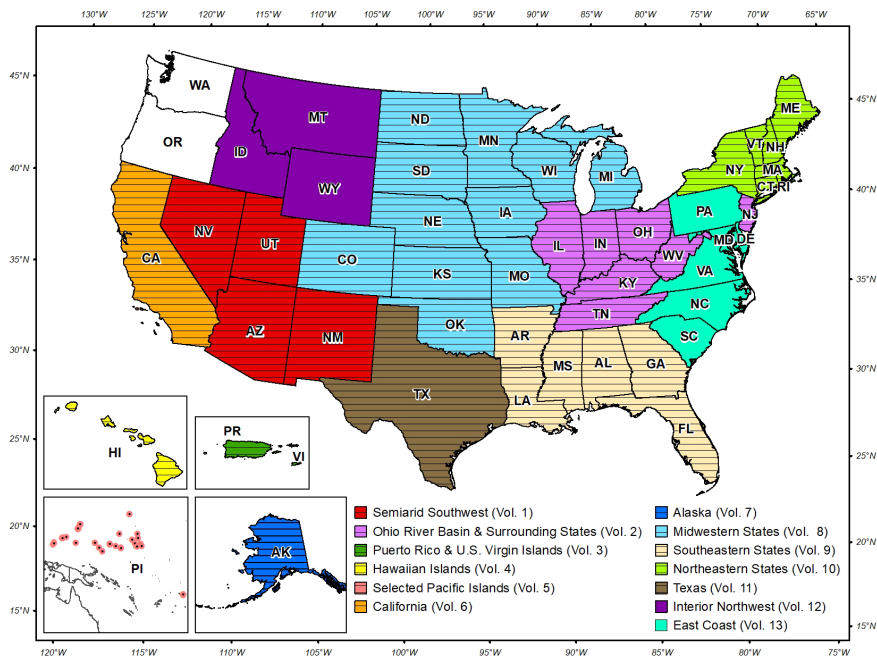 130°W 125°W 120°W 115°W 110°W 105°W 100°W 95°W 90°W 85°W 80°W 75°W 70°W 65°W
45°N
45°N
WA
ME
MT
ND
OR
MN
VT
NH
ID
NY
MA
SD
WI
MI
CT
RI
40°N
40°N
WY
NE
IA
PA
NJ
NV
UT
CO
IL
IN
OH
MD
DE
CA
KS
MO
WV
VA
35°N
35°N
KY
AZ
NM
OK
TN
NC
AR
SC
30°N
30°N
MS
AL
GA
TX
LA
FL
HI
PR
VI
25°N
25°N
PI
AK
20°N
20°N
15°N
15°N
Semiarid Southwest (Vol. 1)
Ohio River Basin & Surrounding States (Vol. 2)
Puerto Rico & U.S. Virgin Islands (Vol. 3)
Hawaiian Islands (Vol. 4)
Selected Pacific Islands (Vol. 5)
California (Vol. 6)
Alaska (Vol. 7)
Midwestern States (Vol. 8)
Southeastern States (Vol. 9)
Northeastern States (Vol. 10)
Texas (Vol. 11)
Interior Northwest (Vol. 12)
East Coast (Vol. 13)
120°W 115°W 110°W 105°W 100°W 95°W 90°W 85°W 80°W 75°W